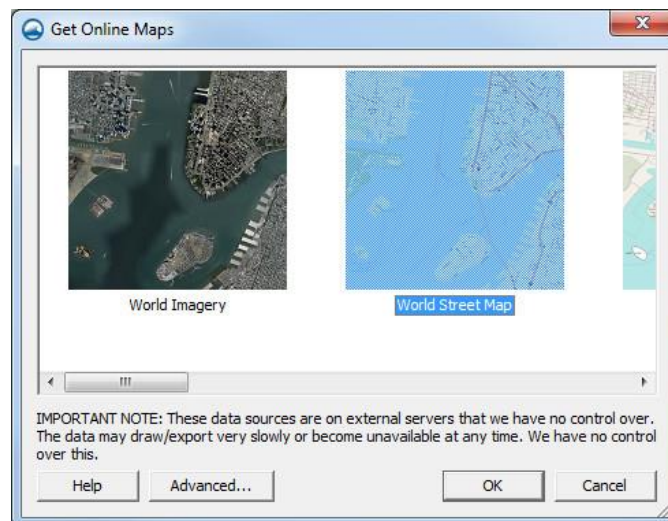 Get Online Maps
World Imagery
World Street Map
IMPORTANT NOTE: These data sources are on external servers that we have no control over.
The data may draw/export very slowly or become unavailable at any time. We have no control
over this.
Help
Advanced...
OK
Cancel